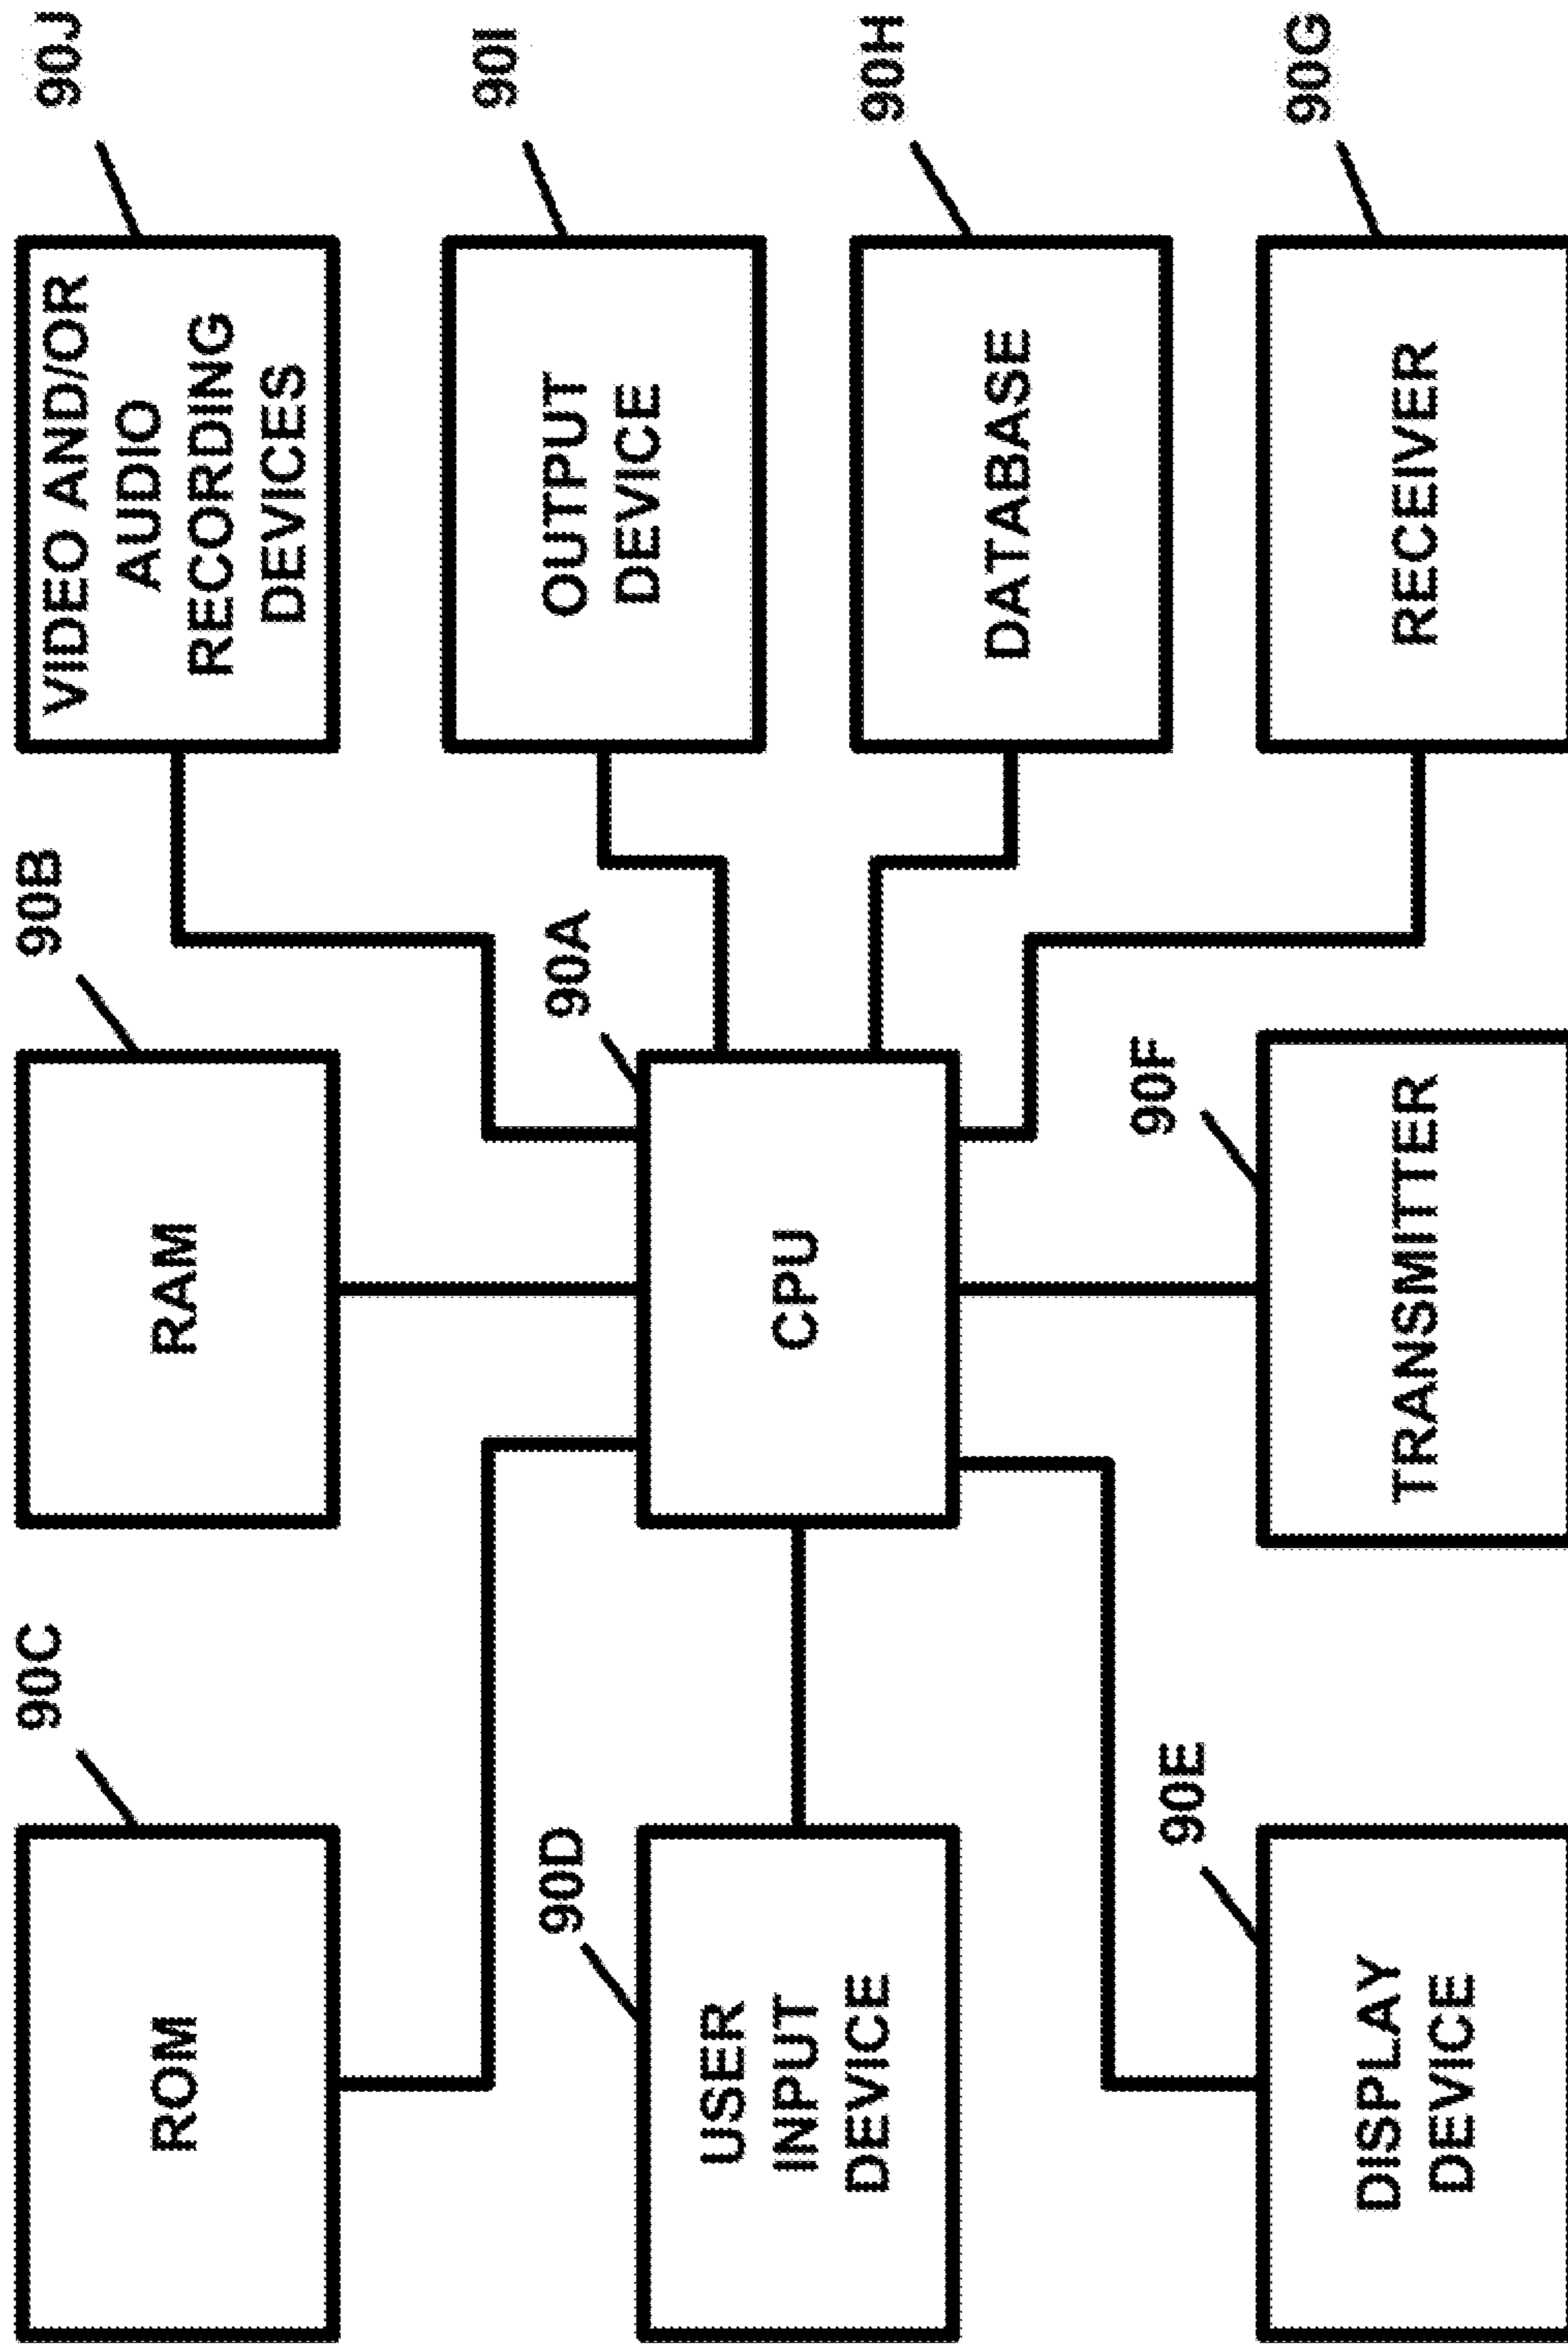 90C
ROM
90B
RAM
90J
VIDEO AND/OR
AUDIO
RECORDING
DEVICES
90I
OUTPUT
DEVICE
90D
USER
INPUT
DEVICE
90A
CPU
90H
DATABASE
90E
DISPLAY
DEVICE
90F
TRANSMITTER
90G
RECEIVER